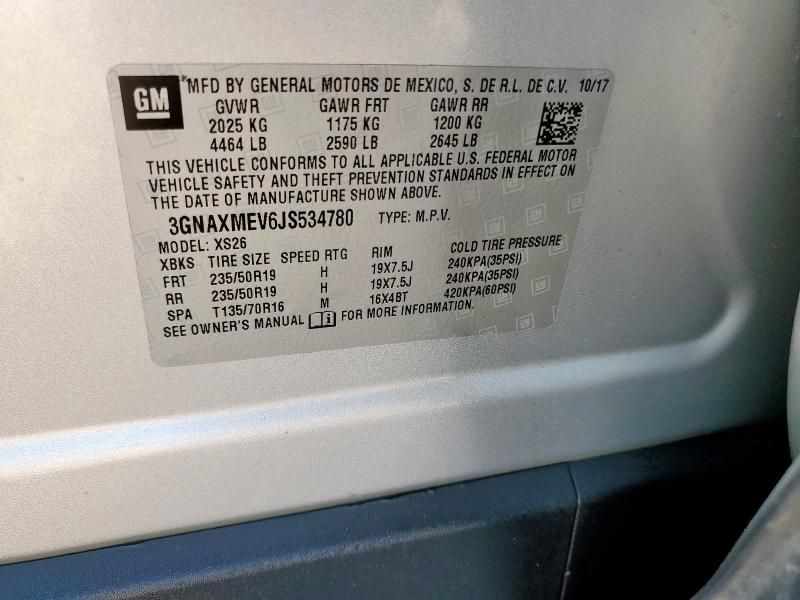 GM ® MFD BY GENERAL MOTORS DE MEXICO, S. DE R.L. DE C.V. 10/17
GVWR GAWR FRT GAWR RR
2025 KG 1175 KG 1200 KG
4464 LB 2590 LB 2645 LB
THIS VEHICLE CONFORMS TO ALL APPLICABLE U.S. FEDERAL MOTOR
VEHICLE SAFETY AND THEFT PREVENTION STANDARDS IN EFFECT ON
THE DATE OF MANUFACTURE SHOWN ABOVE.
3GNAXMEV6JS534780 TYPE: M.P.V.
MODEL: XS26
XBKS TIRE SIZE SPEED RTG RIM COLD TIRE PRESSURE
FRT 235/50R19 H 19X7.5J 240KPA(35PSI)
RR 235/50R19 H 19X7.5J 240KPA(35PSI)
SPA T135/70R16 M 16X4BT 420KPA(60PSI)
SEE OWNER'S MANUAL FOR MORE INFORMATION.